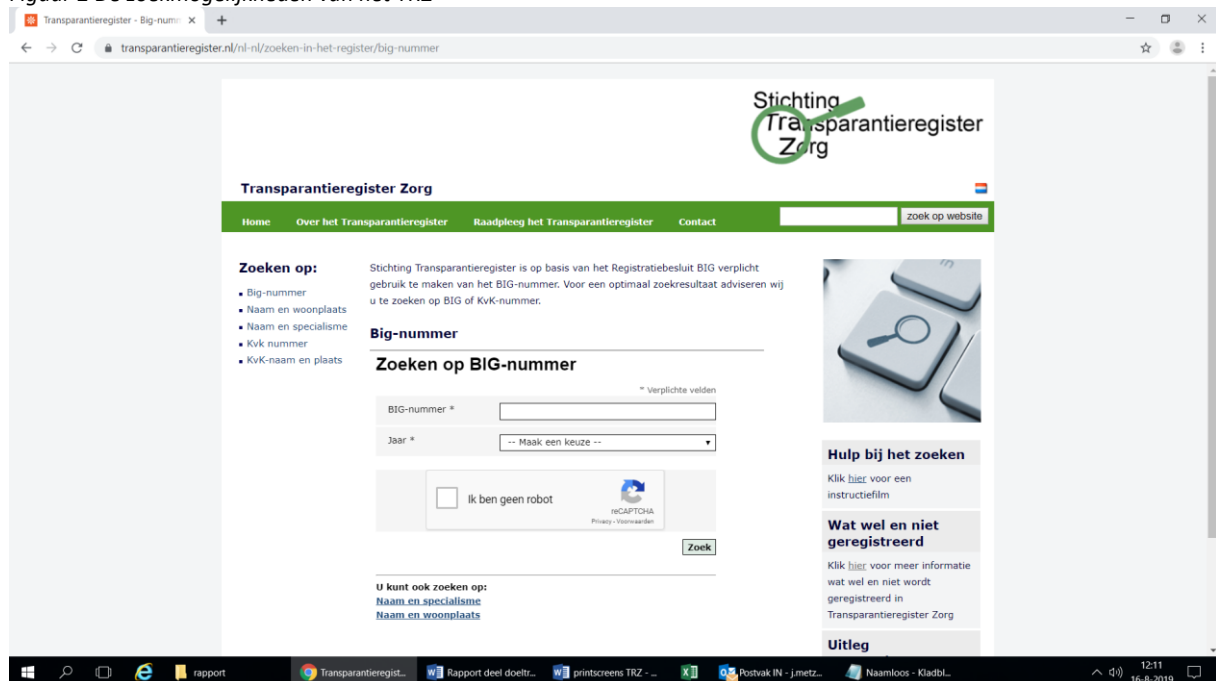 Transparantieregister - Big-numm
transparantieregister.nl/nl-nl/zoeken-in-het-register/big-nummer
Stichting
Transparantieregister
Zorg
Transparantieregister Zorg
Home Over het Transparantieregister Raadpleeg het Transparantieregister Contact zoek op website
Zoeken op:
Big-nummer
Naam en woonplaats
Naam en specialisme
Kvk nummer
KvK-naam en plaats
Stichting Transparantieregister is op basis van het Registratiebesluit BIG verplicht
gebruik te maken van het BIG-nummer. Voor een optimaal zoekresultaat adviseren wij
u te zoeken op BIG of KvK-nummer.
Big-nummer
Zoeken op BIG-nummer
* Verplichte velden
BIG-nummer *
Jaar * -- Maak een keuze --
Ik ben geen robot
reCAPTCHA
Privacy - Voorwaarden
Zoek
U kunt ook zoeken op:
Naam en specialisme
Naam en woonplaats
Hulp bij het zoeken
Klik hier voor een
instructiefilm
Wat wel en niet
geregistreerd
Klik hier voor meer informatie
wat wel en niet wordt
geregistreerd in
Transparantieregister Zorg
Uitleg
rapport Transparantieregist... Rapport deel doeltr... printscreens TRZ - ... Postvak IN - j.metz... Naamloos - Kladbl...
12:11
16-8-2019